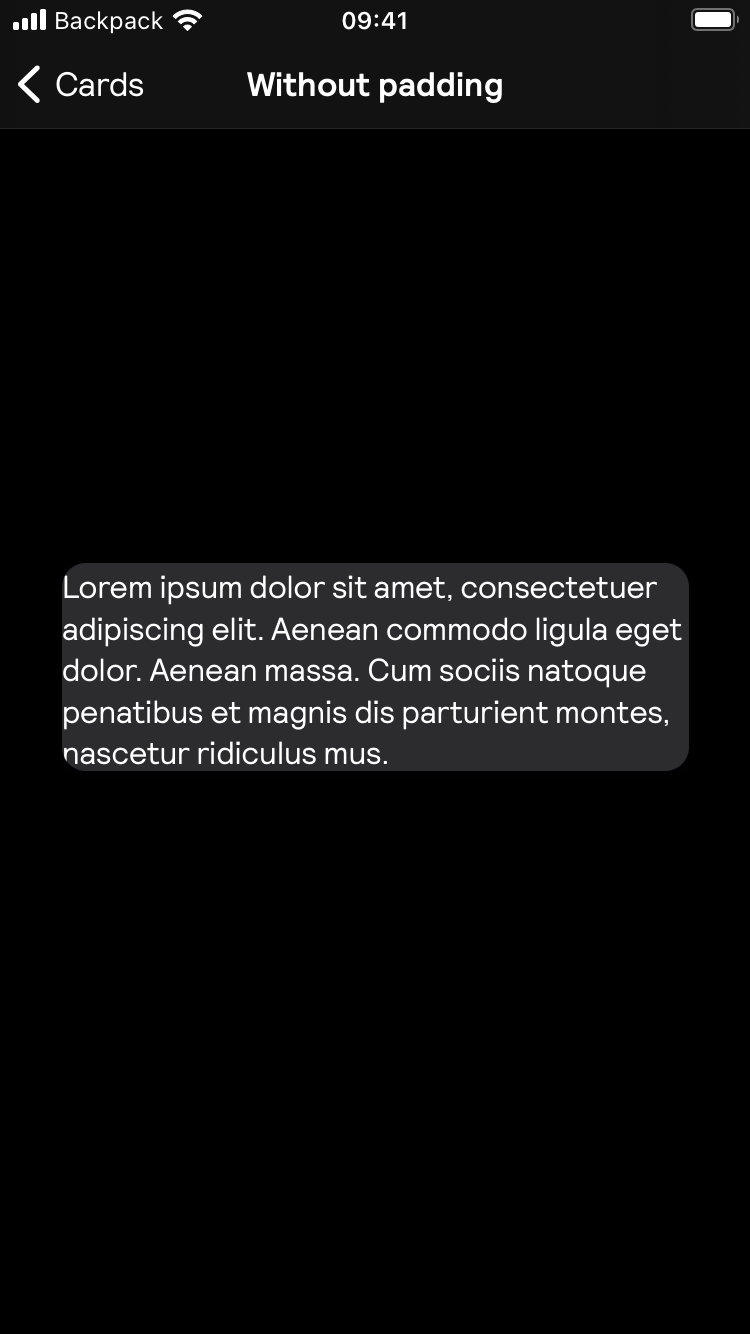 Backpack 09:41
Cards Without padding
Lorem ipsum dolor sit amet, consectetuer
adipiscing elit. Aenean commodo ligula eget
dolor. Aenean massa. Cum sociis natoque
penatibus et magnis dis parturient montes,
nascetur ridiculus mus.